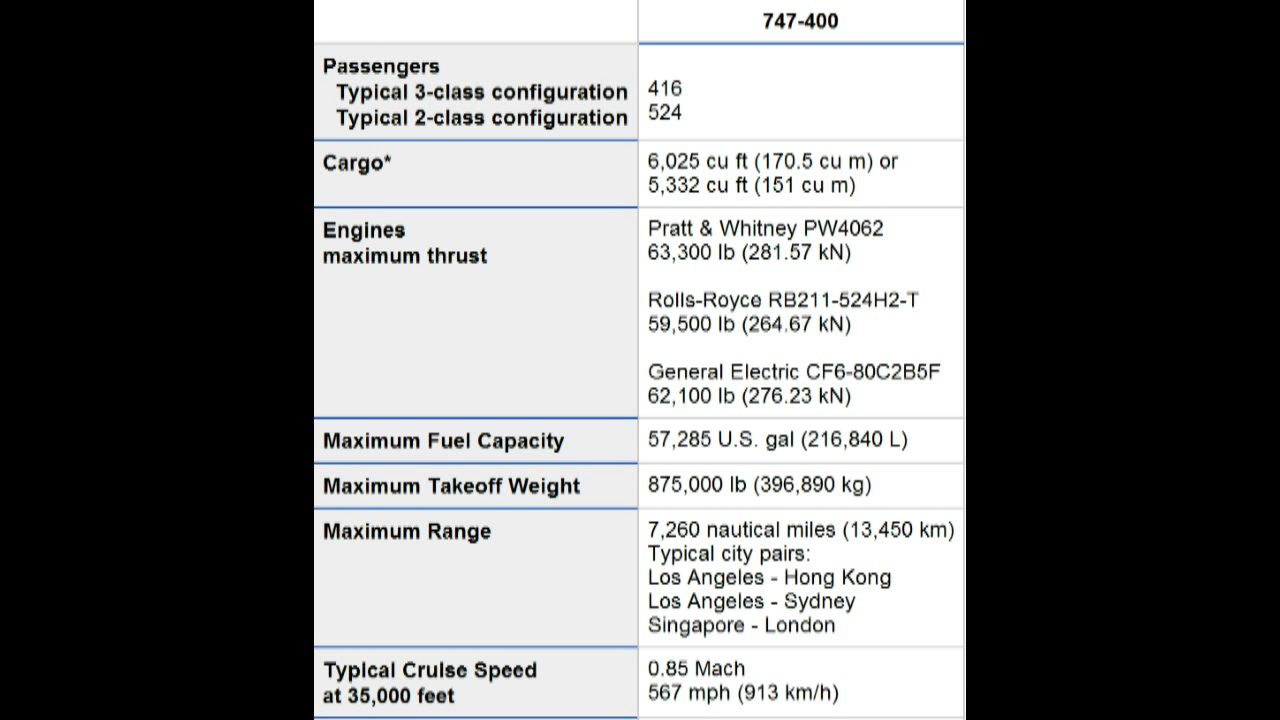 747-400
Passengers
Typical 3-class configuration
416
Typical 2-class configuration
524
Cargo*
6,025 cu ft (170.5 cu m) or
5,332 cu ft (151 cu m)
Engines
maximum thrust
Pratt & Whitney PW4062
63,300 lb (281.57 kN)
Rolls-Royce RB211-524H2-T
59,500 lb (264.67 kN)
General Electric CF6-80C2B5F
62,100 lb (276.23 kN)
Maximum Fuel Capacity
57,285 U.S. gal (216,840 L)
Maximum Takeoff Weight
875,000 lb (396,890 kg)
Maximum Range
7,260 nautical miles (13,450 km)
Typical city pairs:
Los Angeles - Hong Kong
Los Angeles - Sydney
Singapore - London
Typical Cruise Speed
at 35,000 feet
0.85 Mach
567 mph (913 km/h)